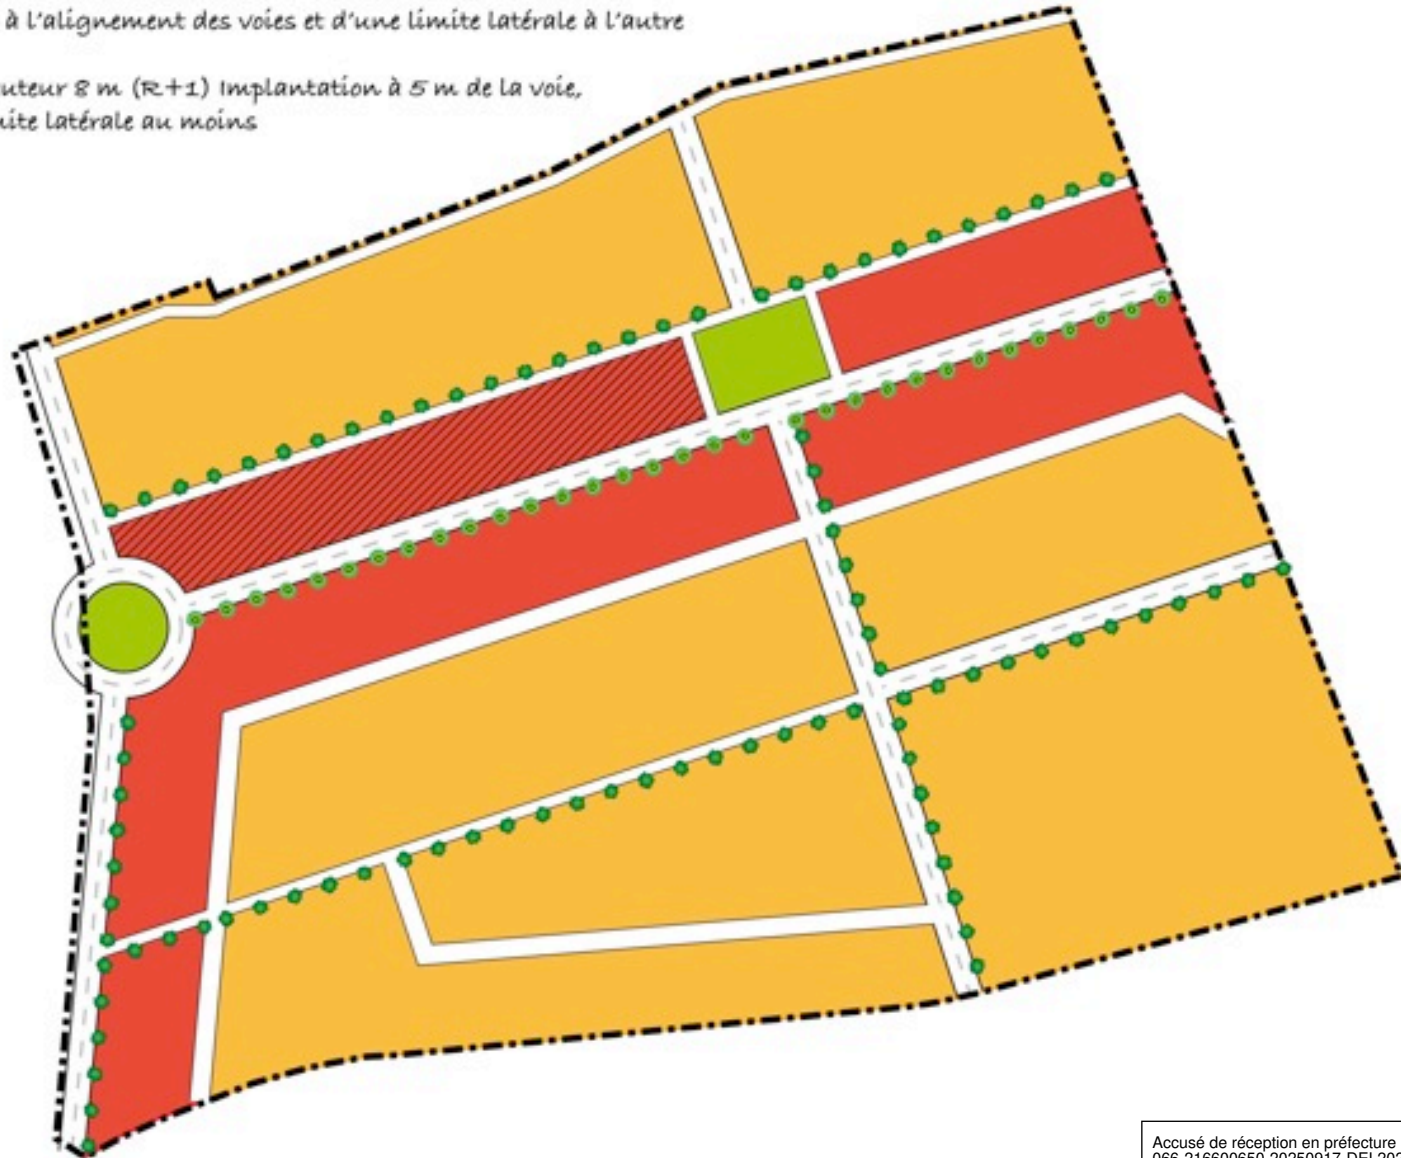 à l'alignement des voies et d'une limite latérale à l'autre
uteur 8 m (R+1) Implantation à 5 m de la voie,
ite latérale au moins
Accusé de réception en préfecture